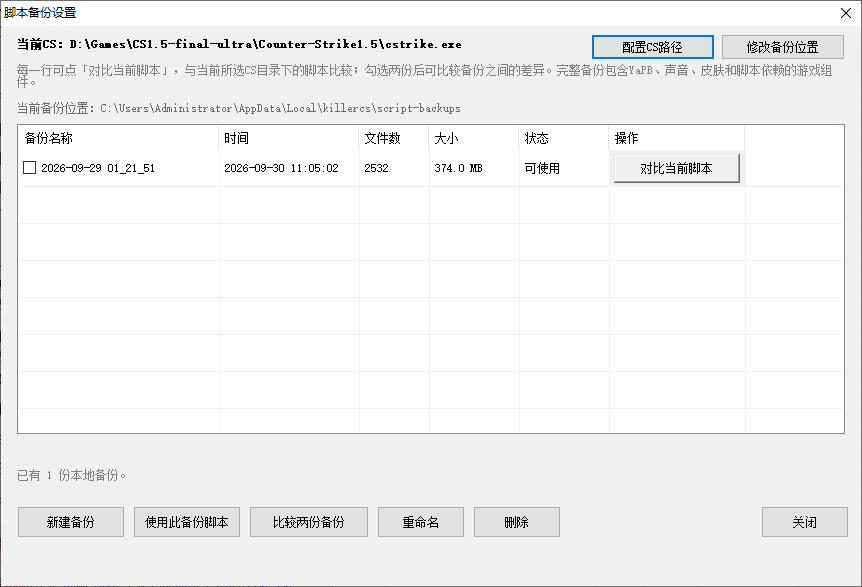 脚本备份设置
当前CS: D:\Games\CS1.5-final-ultra\Counter-Strike1.5\cstrike.exe
配置CS路径
修改备份位置
每一行可点「对比当前脚本」，与当前所选CS目录下的脚本比较；勾选两份后可比较备份之间的差异。完整备份包含YaPB、声音、皮肤和脚本依赖的游戏组
件。
当前备份位置: C:\Users\Administrator\AppData\Local\killercs\script-backups
备份名称 时间 文件数 大小 状态 操作
2026-09-29 01_21_51 2026-09-30 11:05:02 2532 374.0 MB 可使用 对比当前脚本
已有 1 份本地备份。
新建备份 使用此备份脚本 比较两份备份 重命名 删除 关闭